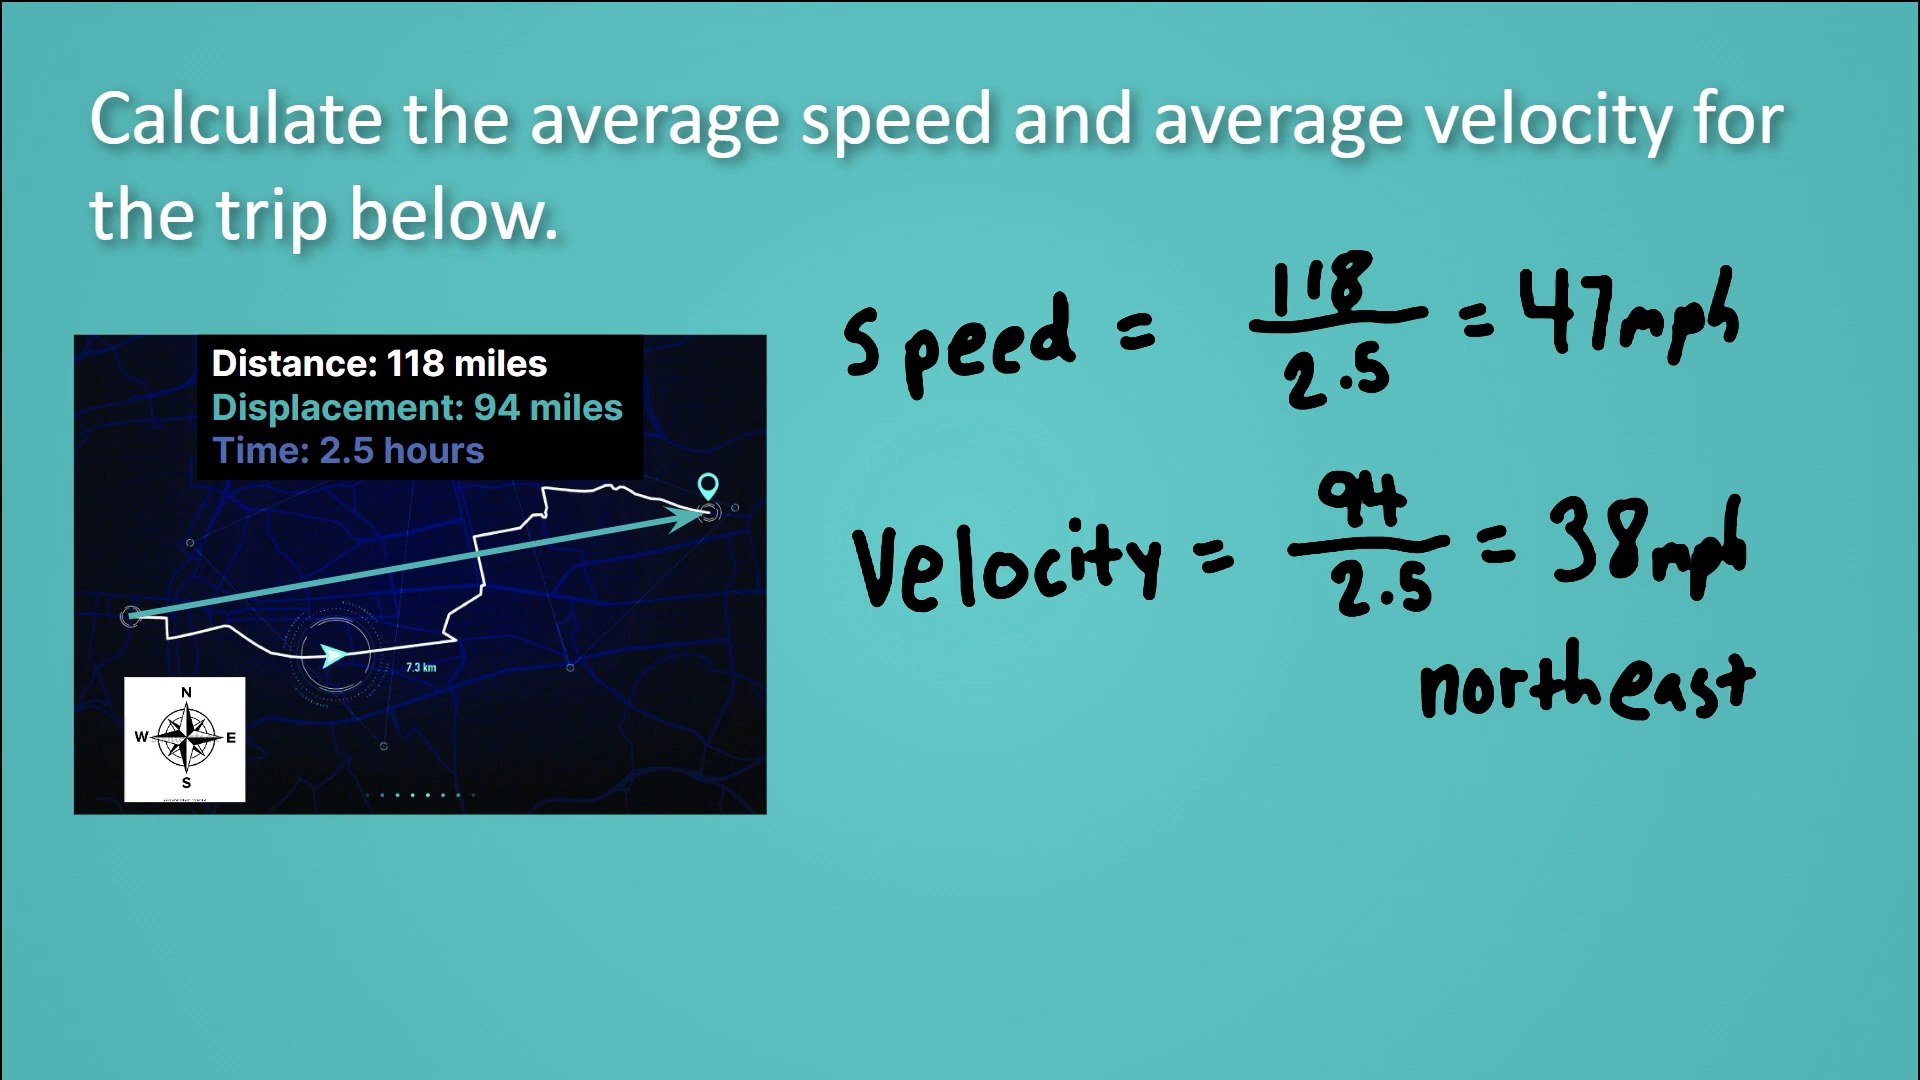 Calculate the average speed and average velocity for
the trip below.
Distance: 118 miles
Displacement: 94 miles
Time: 2.5 hours
7.3 km
N
W E
S
Speed = 118/2.5 = 47mph
Velocity = 94/2.5 = 38mph
northeast